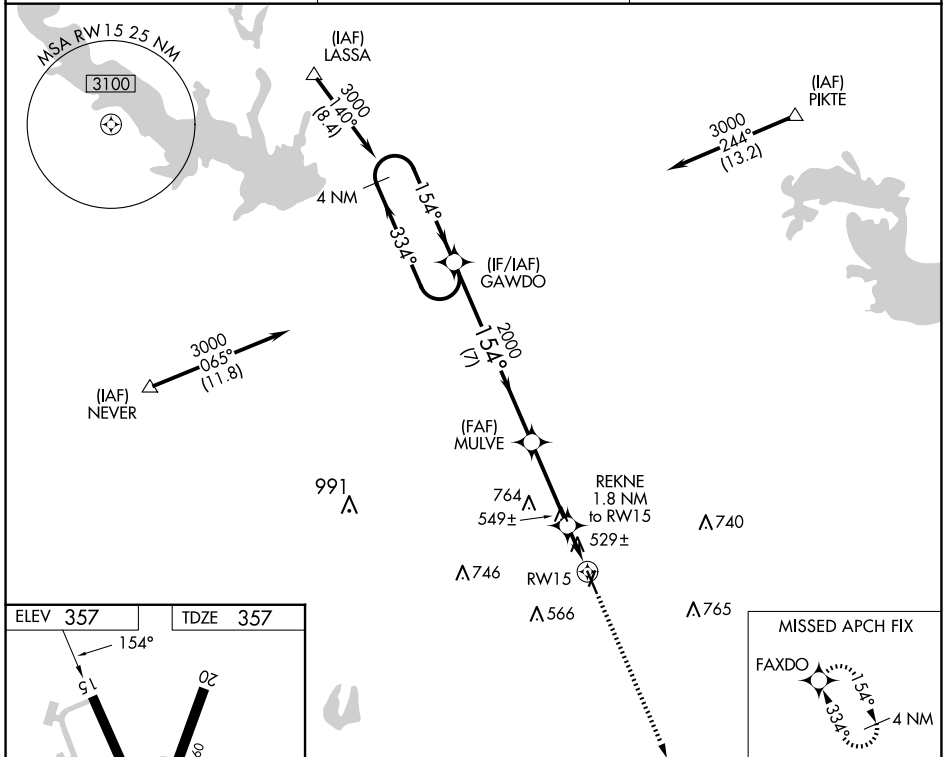 MSA RW15 25 NM
3100
(IAF)
LASSA
3000
140°
(8.4)
(IAF)
PIKTE
3000
244°
(13.2)
4 NM
154°
334°
(IF/IAF)
GAWDO
2000
154°
(7)
3000
065°
(11.8)
(IAF)
NEVER
(FAF)
MULVE
991
764
549±
REKNE
1.8 NM
to RW15
740
529±
746
RW15
566
765
ELEV 357
TDZE 357
154°
15
20
MISSED APCH FIX
FAXDO
154°
334°
4 NM